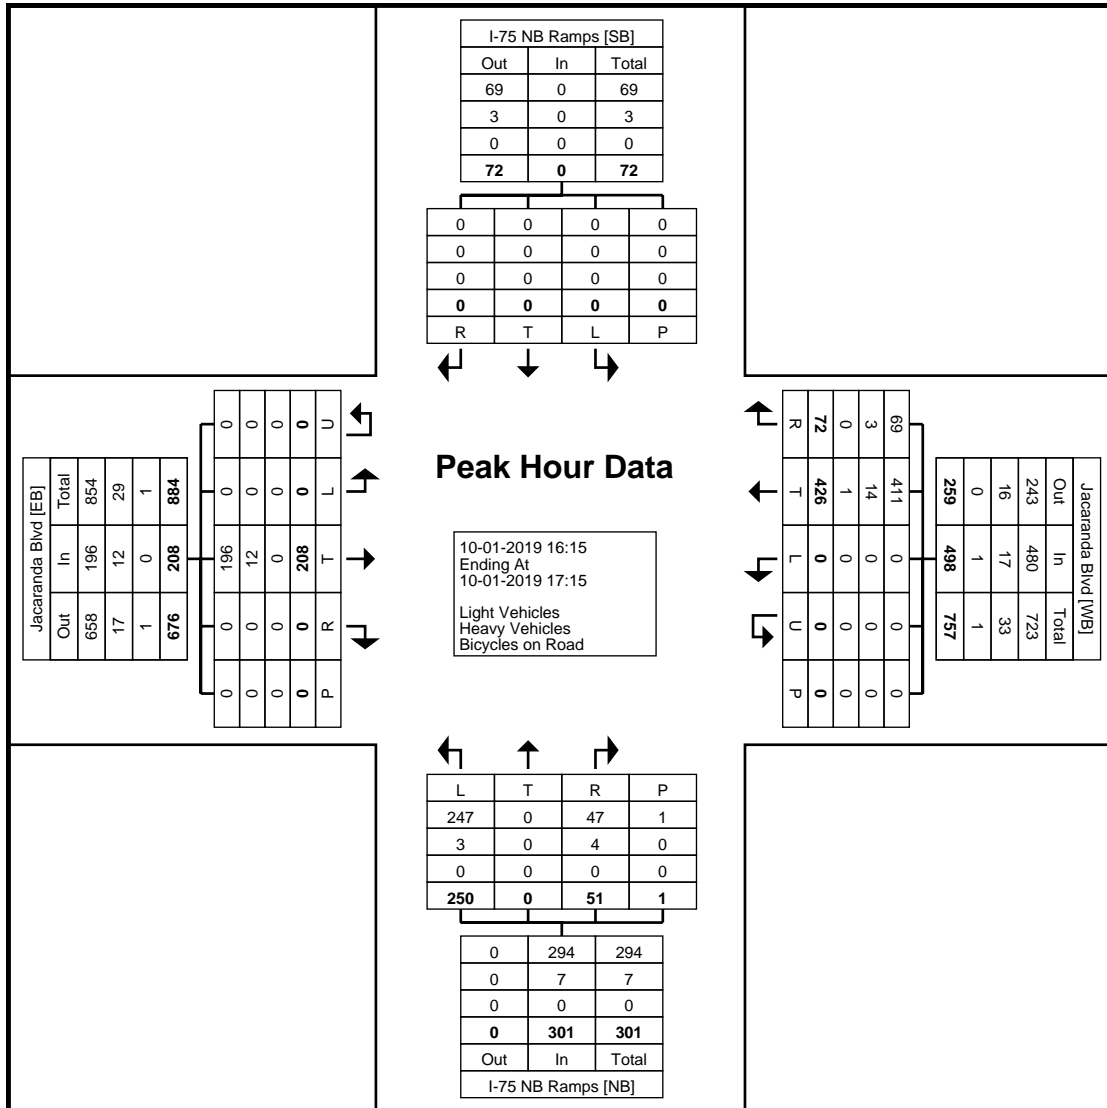 I-75 NB Ramps [SB]
Out In Total
69 0 69
3 0 3
0 0 0
72 0 72
0 0 0 0
0 0 0 0
0 0 0 0
0 0 0 0
R T L P
Jacaranda Blvd [EB]
Total In Out
854 196 658
29 12 17
1 0 1
884 208 676
0 0 196 0 0
0 0 12 0 0
0 0 0 0 0
0 0 208 0 0
U L T R P
Peak Hour Data
10-01-2019 16:15
Ending At
10-01-2019 17:15
Light Vehicles
Heavy Vehicles
Bicycles on Road
Jacaranda Blvd [WB]
Out In Total
243 480 723
16 17 33
0 1 1
259 498 757
69 411 0 0 0
3 14 0 0 0
0 1 0 0 0
72 426 0 0 0
R T L U P
L T R P
247 0 47 1
3 0 4 0
0 0 0 0
250 0 51 1
0 294 294
0 7 7
0 0 0
0 301 301
Out In Total
I-75 NB Ramps [NB]